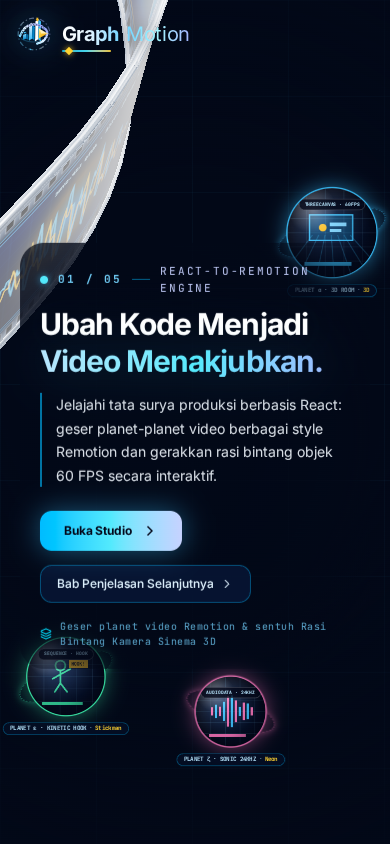 Graph Motion
THREECANVAS · 60FPS
PLANET α · 3D ROOM · 3D
01 / 05
REACT-TO-REMOTION
ENGINE
Ubah Kode Menjadi
Video Menakjubkan.
Jelajahi tata surya produksi berbasis React:
geser planet-planet video berbagai style
Remotion dan gerakkan rasi bintang objek
60 FPS secara interaktif.
Buka Studio
Bab Penjelasan Selanjutnya
Geser planet video Remotion & sentuh Rasi
Bintang Kamera Sinema 3D
SEQUENCE · HOOK
AUDIODATA · 24KHZ
PLANET ε · KINETIC HOOK · Stickman
PLANET ζ · SONIC 24KHZ · Neon